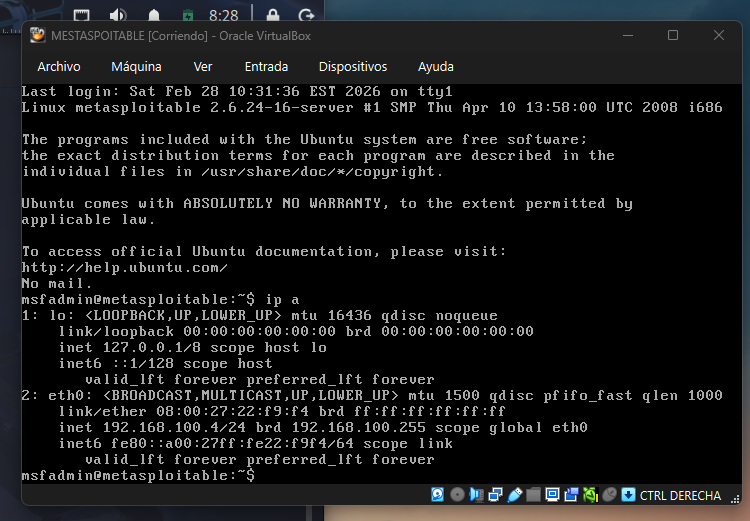 8:28
MESTASPOITABLE [Corriendo] - Oracle VirtualBox
Archivo Máquina Ver Entrada Dispositivos Ayuda
Last login: Sat Feb 28 10:31:36 EST 2026 on tty1
Linux metasploitable 2.6.24-16-server #1 SMP Thu Apr 10 13:58:00 UTC 2008 i686
The programs included with the Ubuntu system are free software;
the exact distribution terms for each program are described in the
individual files in /usr/share/doc/*/copyright.
Ubuntu comes with ABSOLUTELY NO WARRANTY, to the extent permitted by
applicable law.
To access official Ubuntu documentation, please visit:
http://help.ubuntu.com/
No mail.
msfadmin@metasploitable:~$ ip a
1: lo: <LOOPBACK,UP,LOWER_UP> mtu 16436 qdisc noqueue
link/loopback 00:00:00:00:00:00 brd 00:00:00:00:00:00
inet 127.0.0.1/8 scope host lo
inet6 ::1/128 scope host
valid_lft forever preferred_lft forever
2: eth0: <BROADCAST,MULTICAST,UP,LOWER_UP> mtu 1500 qdisc pfifo_fast qlen 1000
link/ether 08:00:27:22:f9:f4 brd ff:ff:ff:ff:ff:ff
inet 192.168.100.4/24 brd 192.168.100.255 scope global eth0
inet6 fe80::a00:27ff:fe22:f9f4/64 scope link
valid_lft forever preferred_lft forever
msfadmin@metasploitable:~$
CTRL DERECHA